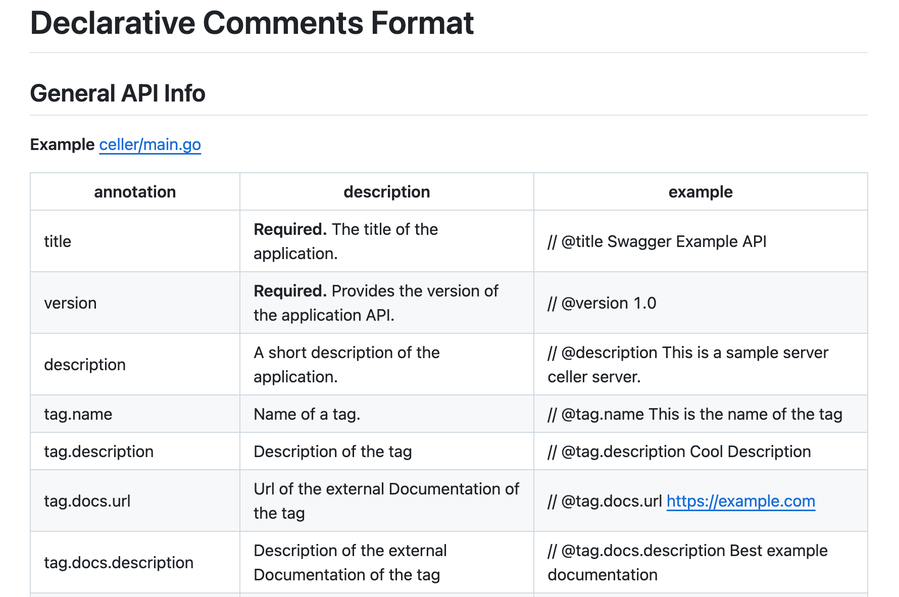 Declarative Comments Format
General API Info
Example celler/main.go
annotation description example
title
Required. The title of the
application.
// @title Swagger Example API
version
Required. Provides the version of
the application API.
// @version 1.0
description
A short description of the
application.
// @description This is a sample server
celler server.
tag.name Name of a tag. // @tag.name This is the name of the tag
tag.description Description of the tag // @tag.description Cool Description
tag.docs.url
Url of the external Documentation of
the tag
// @tag.docs.url https://example.com
tag.docs.description
Description of the external
Documentation of the tag
// @tag.docs.description Best example
documentation